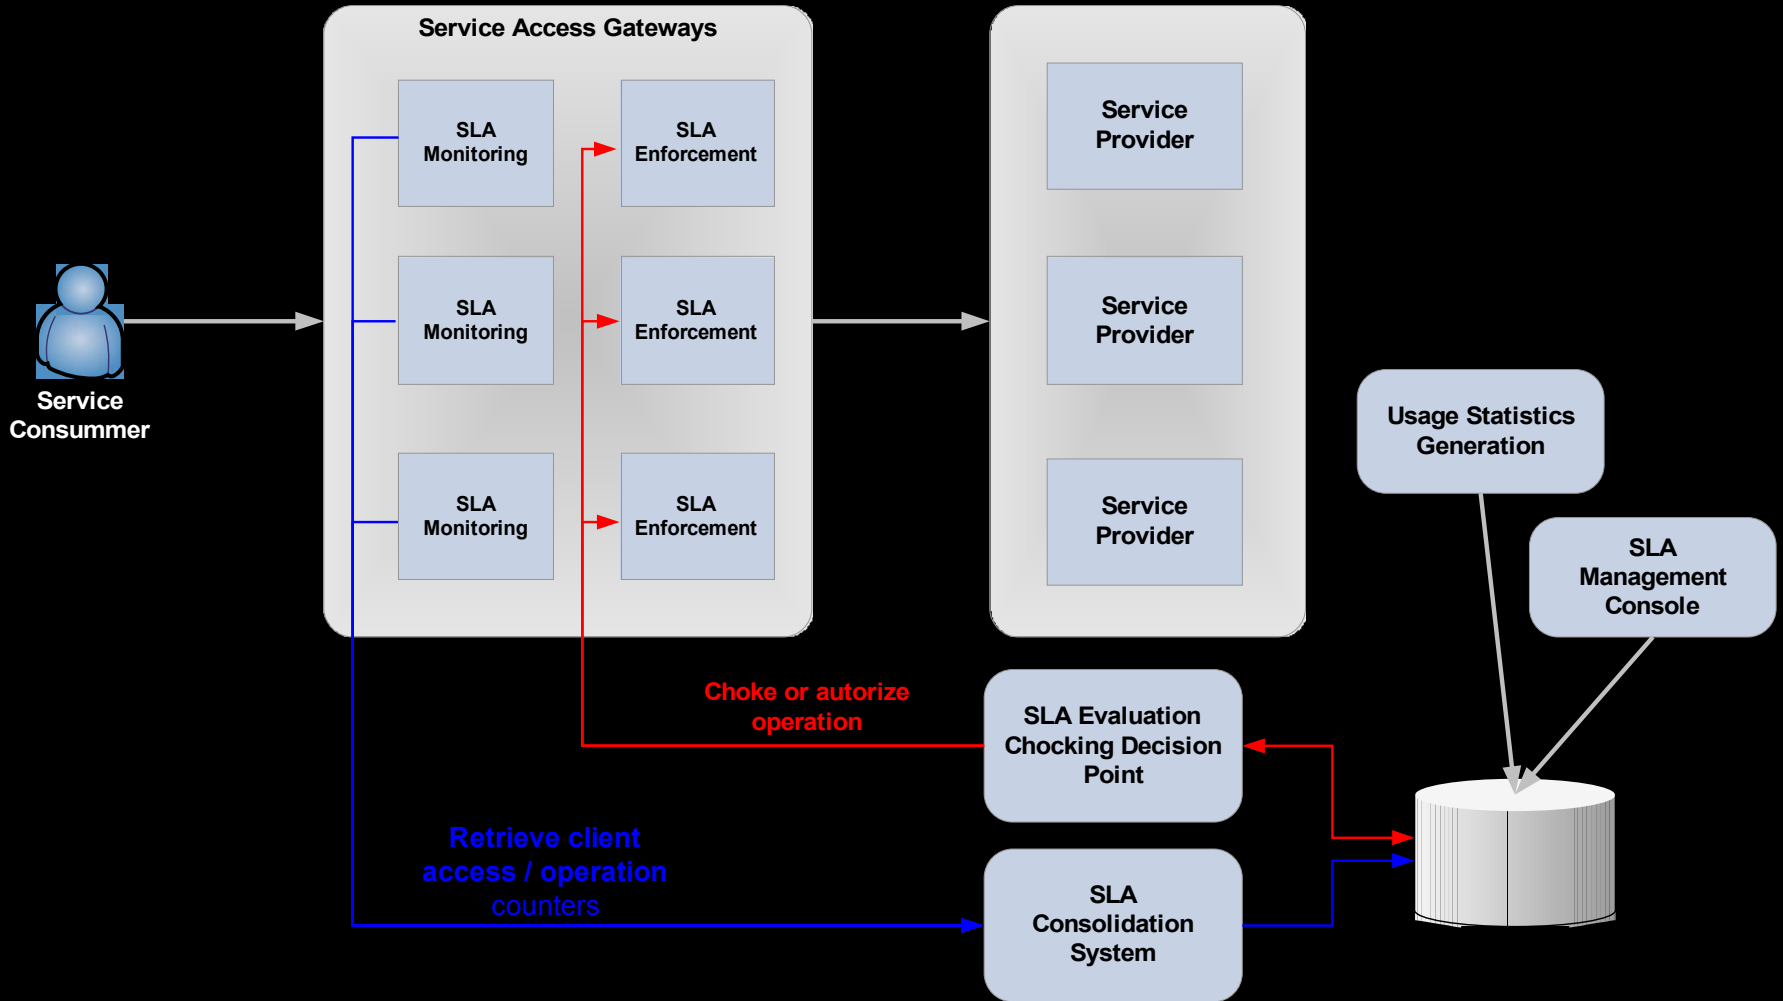 Service Access Gateways
SLA
Monitoring
SLA
Enforcement
Service
Provider
SLA
Monitoring
SLA
Enforcement
Service
Provider
Service
Consummer
SLA
Monitoring
SLA
Enforcement
Service
Provider
Usage Statistics
Generation
SLA
Management
Console
Choke or autorize
operation
SLA Evaluation
Chocking Decision
Point
Retrieve client
access / operation
counters
SLA
Consolidation
System